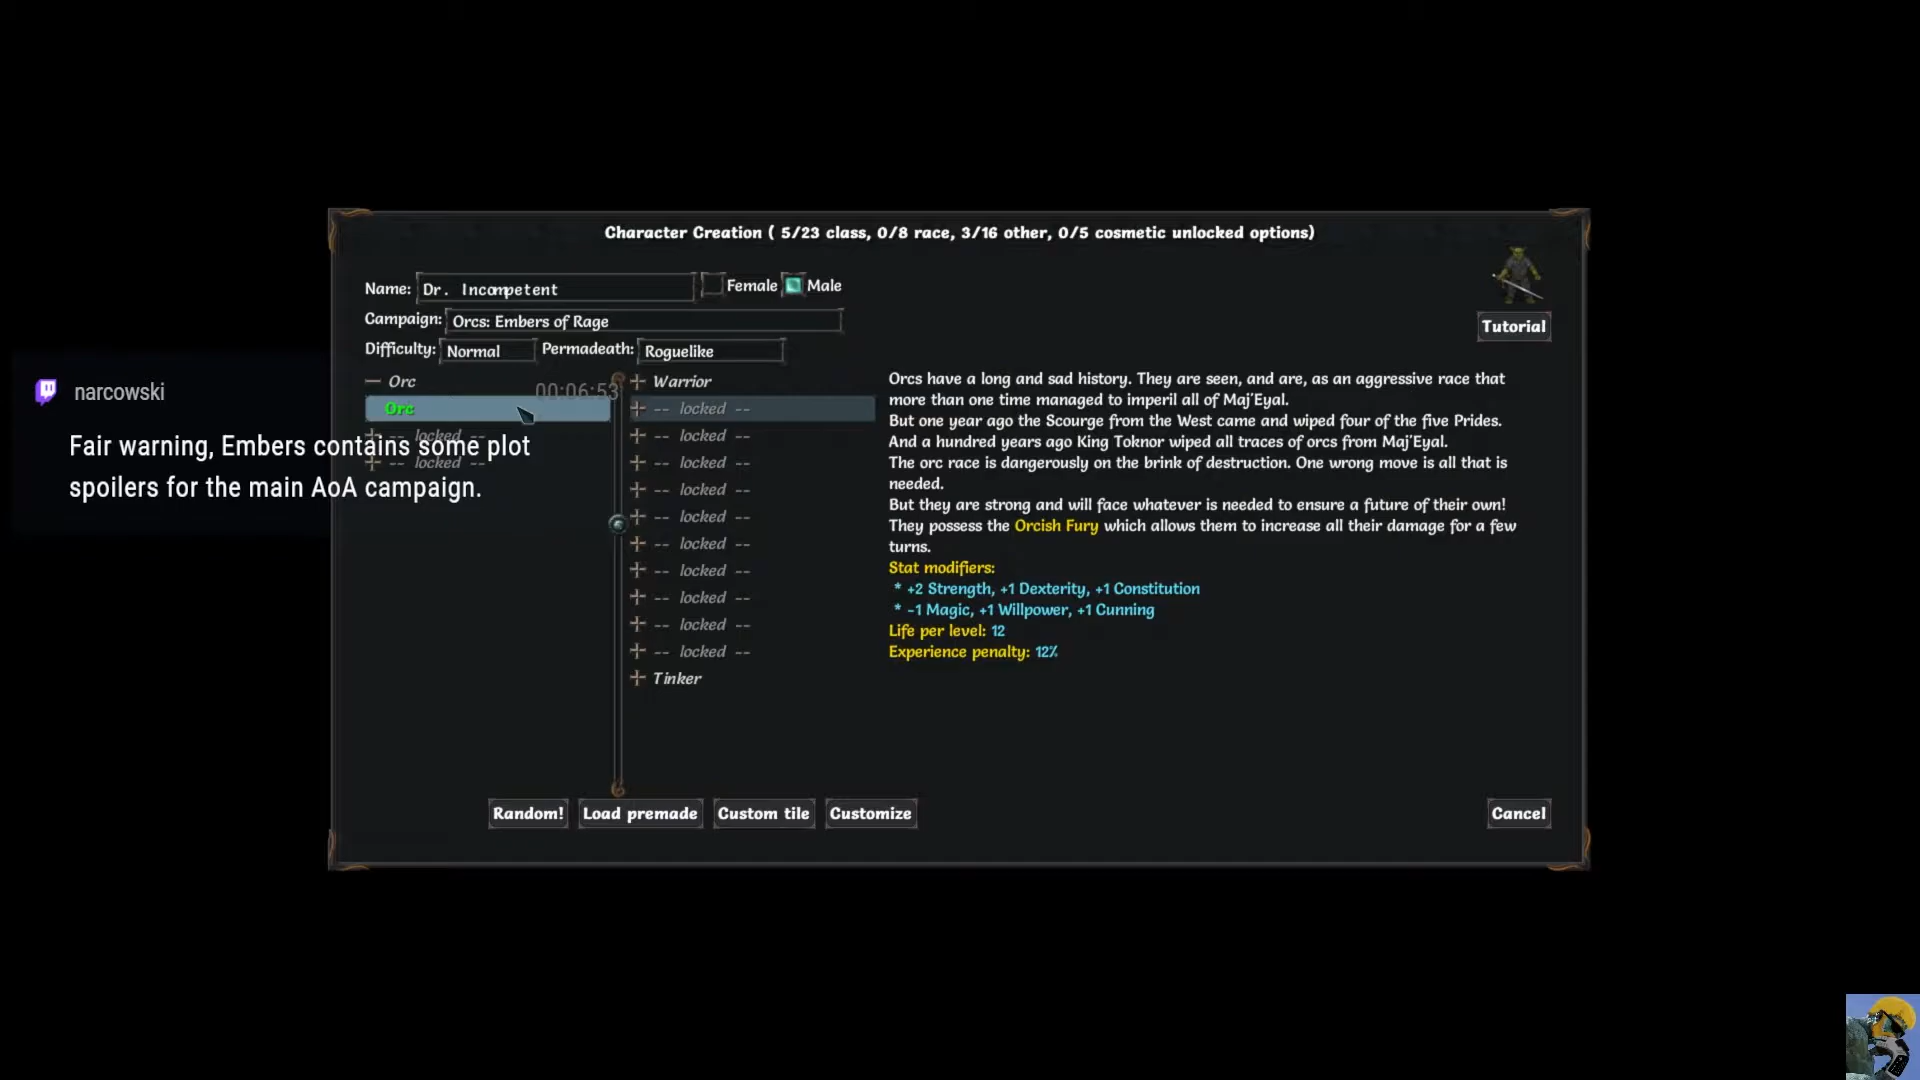 Character Creation ( 5/23 class, 0/8 race, 3/16 other, 0/5 cosmetic unlocked options)
Name: Dr. Incompetent Female Male
Campaign: Orcs: Embers of Rage
Tutorial
Difficulty: Normal Permadeath: Roguelike
narcowski
Fair warning, Embers contains some plot
spoilers for the main AoA campaign.
Orc
00:06:53
Orc
-- locked --
-- locked --
Warrior
-- locked --
-- locked --
-- locked --
-- locked --
-- locked --
-- locked --
-- locked --
-- locked --
-- locked --
-- locked --
Tinker
Orcs have a long and sad history. They are seen, and are, as an aggressive race that
more than one time managed to imperil all of Maj'Eyal.
But one year ago the Scourge from the West came and wiped four of the five Prides.
And a hundred years ago King Toknor wiped all traces of orcs from Maj'Eyal.
The orc race is dangerously on the brink of destruction. One wrong move is all that is
needed.
But they are strong and will face whatever is needed to ensure a future of their own!
They possess the Orcish Fury which allows them to increase all their damage for a few
turns.
Stat modifiers:
* +2 Strength, +1 Dexterity, +1 Constitution
* -1 Magic, +1 Willpower, +1 Cunning
Life per level: 12
Experience penalty: 12%
Random! Load premade Custom tile Customize Cancel